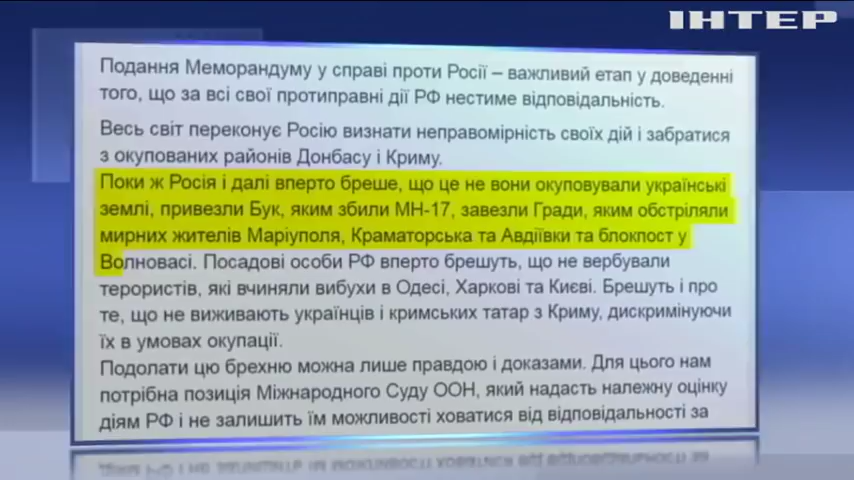 ІНТЕР
Подання Меморандуму у справі проти Росії – важливий етап у доведенні
того, що за всі свої протиправні дії РФ нестиме відповідальність.
Весь світ переконує Росію визнати неправомірність своїх дій і забратися
з окупованих районів Донбасу і Криму.
Поки ж Росія і далі вперто бреше, що це не вони окуповували українські
землі, привезли Бук, яким збили МН-17, завезли Гради, яким обстріляли
мирних жителів Маріуполя, Краматорська та Авдіївки та блокпост у
Волновасі. Посадові особи РФ вперто брешуть, що не вербували
терористів, які вчиняли вибухи в Одесі, Харкові та Києві. Брешуть і про
те, що не виживають українців і кримських татар з Криму, дискримінуючи
їх в умовах окупації.
Подолати цю брехню можна лише правдою і доказами. Для цього нам
потрібна позиція Міжнародного Суду ООН, який надасть належну оцінку
діям РФ і не залишить їм можливості ховатися від відповідальності за